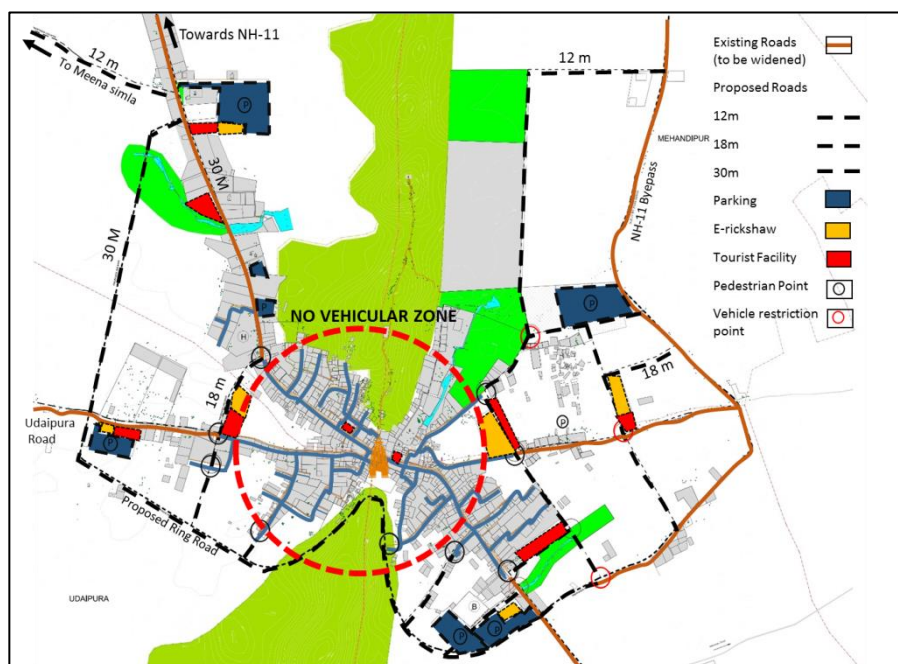 Towards NH-11
12 m
To Meena simla
30 M
30 M
12 m
MEHANDIPUR
NH-11 Byepass
Existing Roads
(to be widened)
Proposed Roads
12m
18m
30m
Parking
E-rickshaw
Tourist Facility
Pedestrian Point
Vehicle restriction
point
P
P
P
H
NO VEHICULAR ZONE
18 m
18 m
Udaipura
Road
P
P
Proposed Ring Road
UDAIPURA
B
P
P